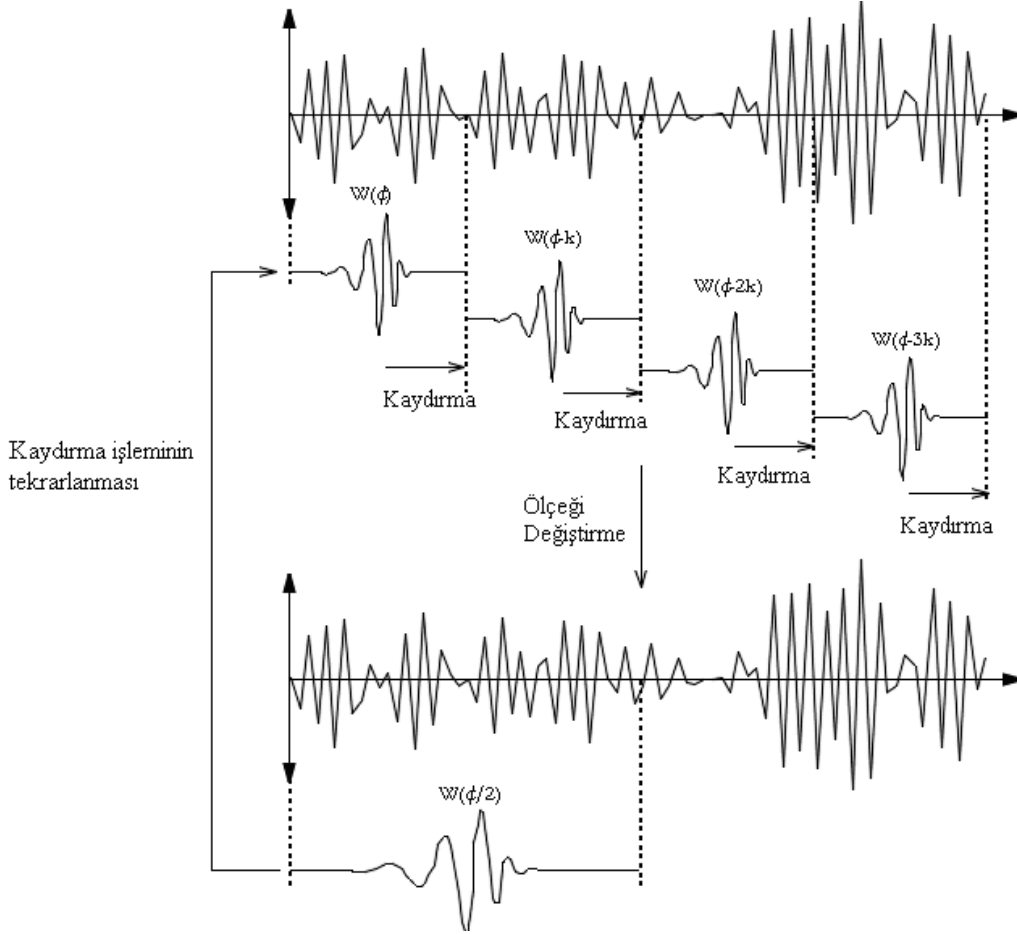 W(ϕ)
W(ϕ-k)
W(ϕ-2k)
W(ϕ-3k)
Kaydırma
Kaydırma
Kaydırma
Kaydırma
Kaydırma işleminin
tekrarlanması
Ölçeği
Değiştirme
W(ϕ/2)